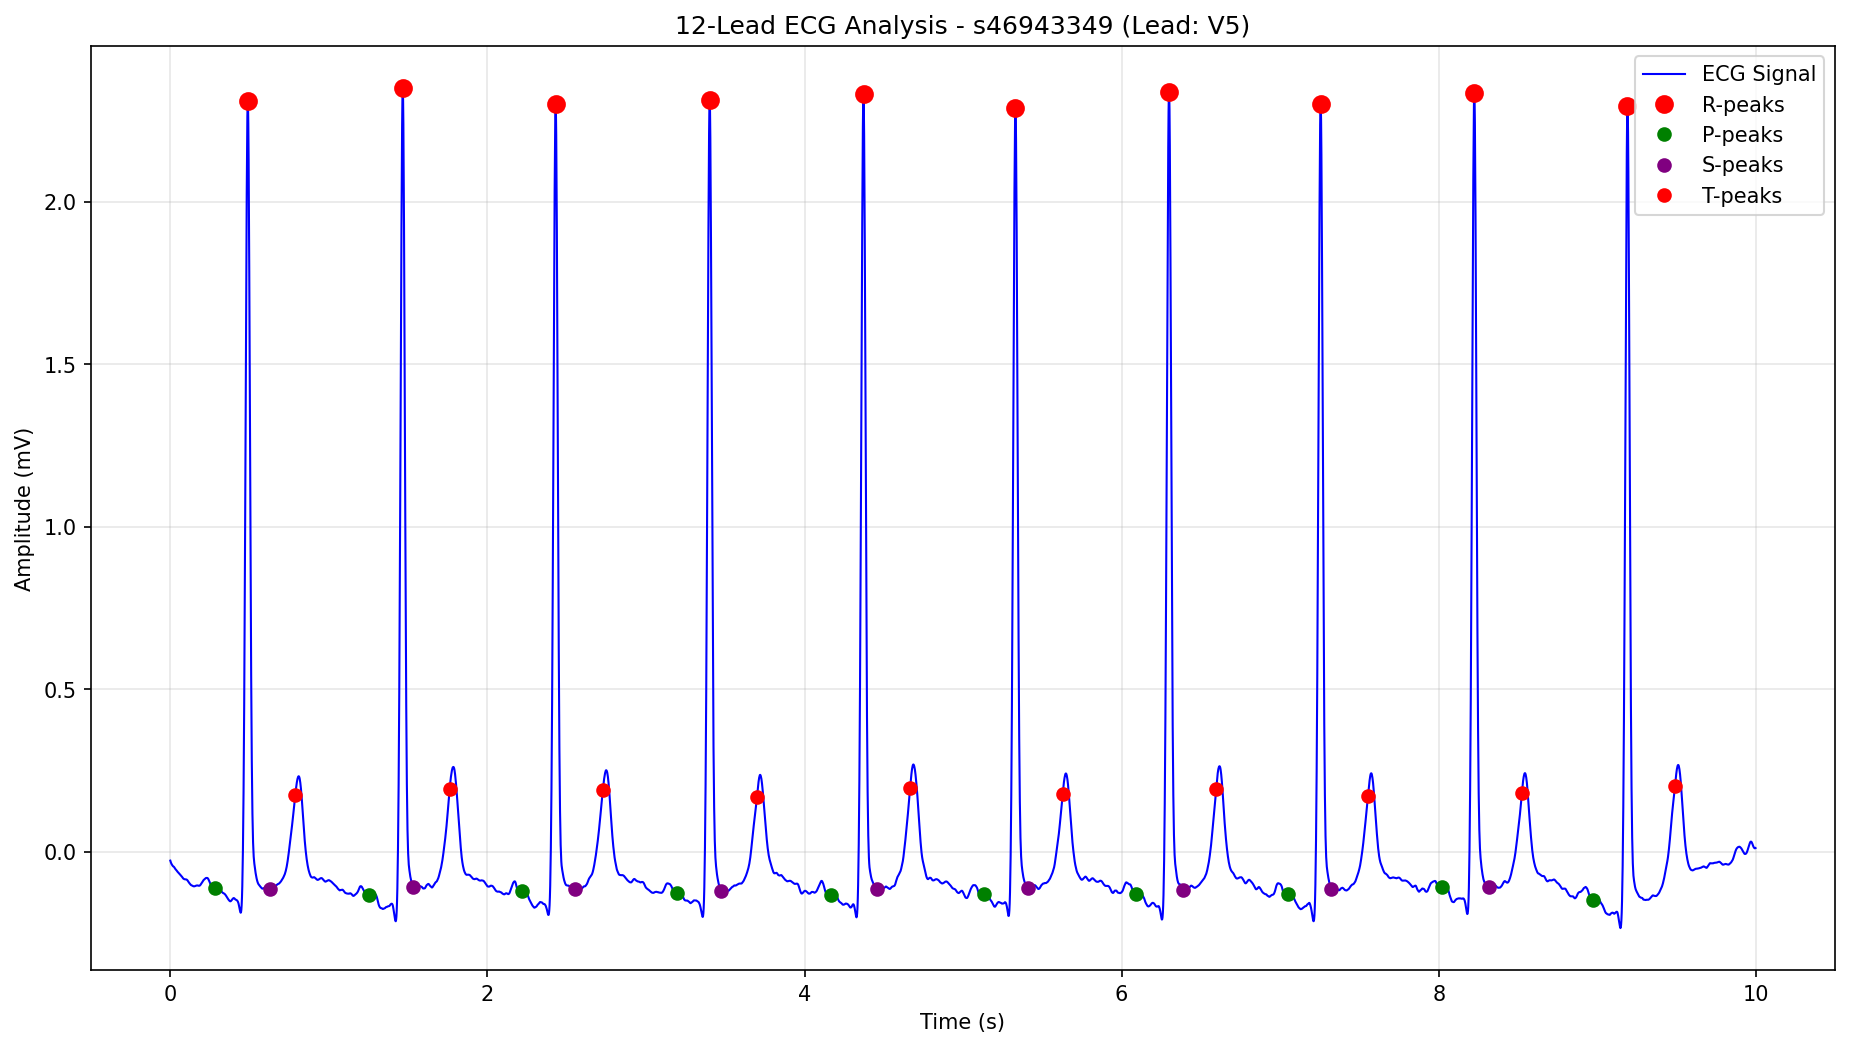 12-Lead ECG Analysis - s46943349 (Lead: V5)
ECG Signal
R-peaks
P-peaks
S-peaks
T-peaks
Amplitude (mV)
2.0
1.5
1.0
0.5
0.0
0 2 4 6 8 10
Time (s)